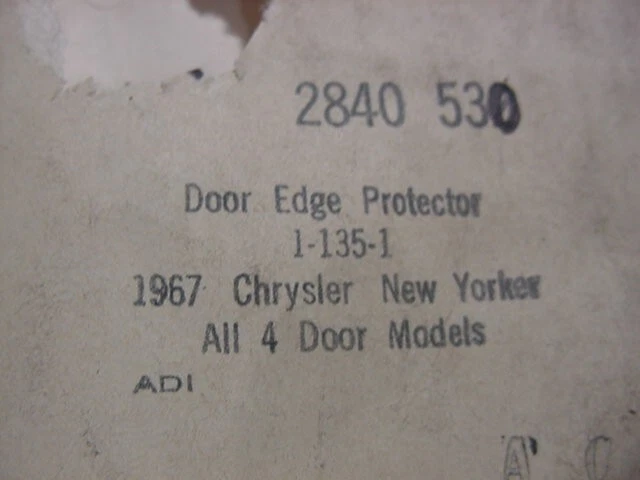 2840 530
Door Edge Protector
1-135-1
1967 Chrysler New Yorker
All 4 Door Models
ADI
A C